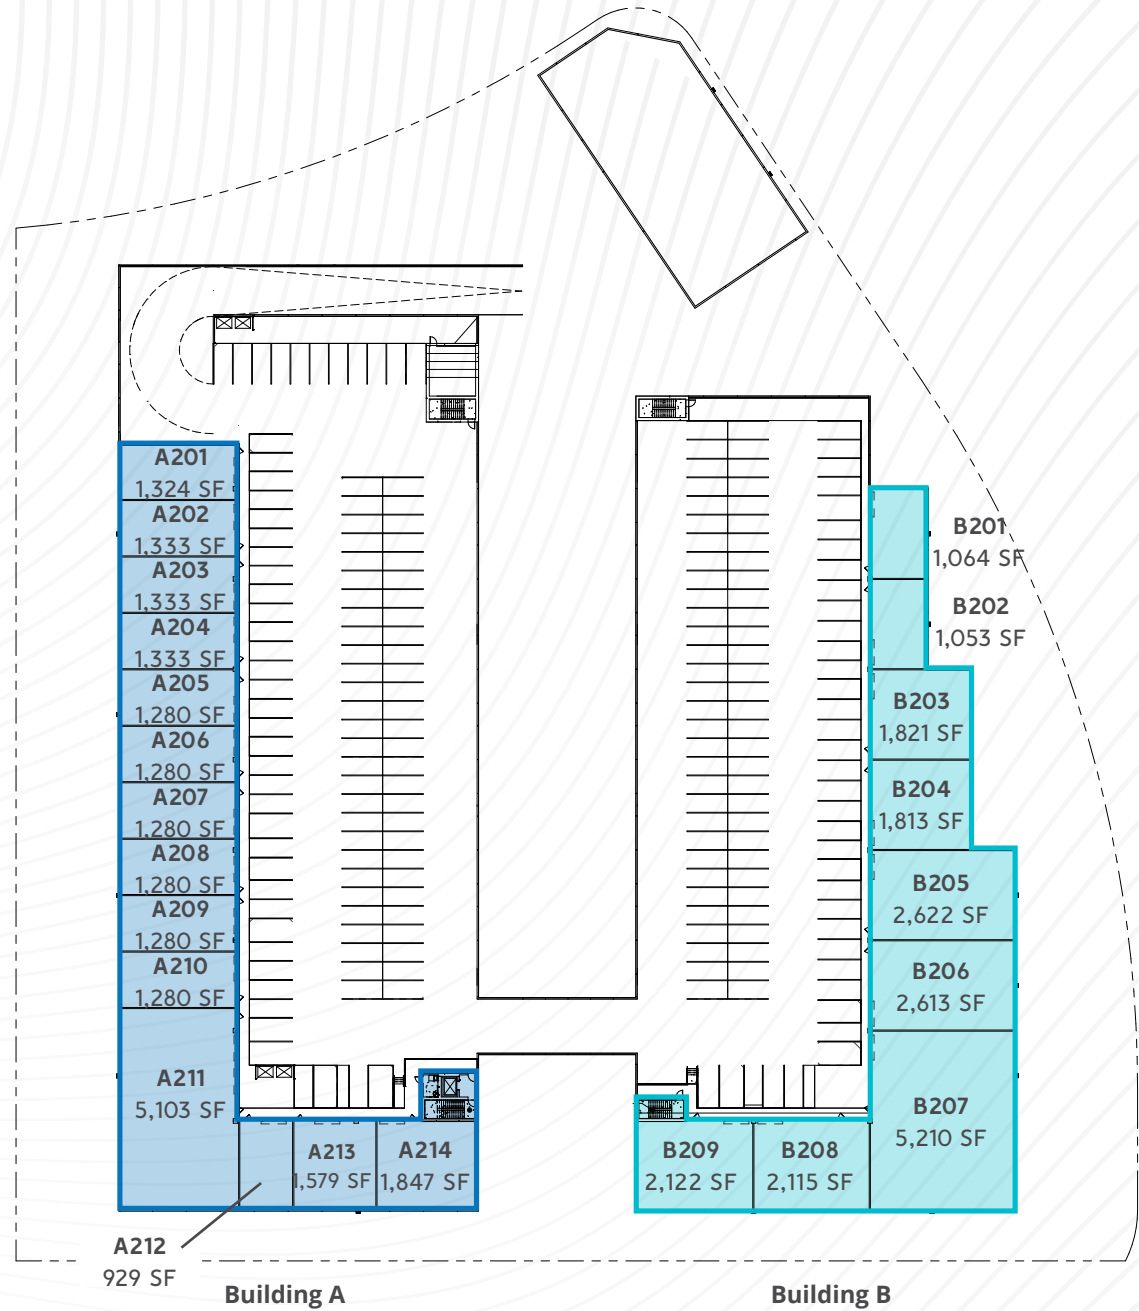 A201
1,324 SF
A202
1,333 SF
A203
1,333 SF
A204
1,333 SF
A205
1,280 SF
A206
1,280 SF
A207
1,280 SF
A208
1,280 SF
A209
1,280 SF
A210
1,280 SF
A211
5,103 SF
A212
929 SF
A213
1,579 SF
A214
1,847 SF
Building A
B201
1,064 SF
B202
1,053 SF
B203
1,821 SF
B204
1,813 SF
B205
2,622 SF
B206
2,613 SF
B207
5,210 SF
B209
2,122 SF
B208
2,115 SF
Building B